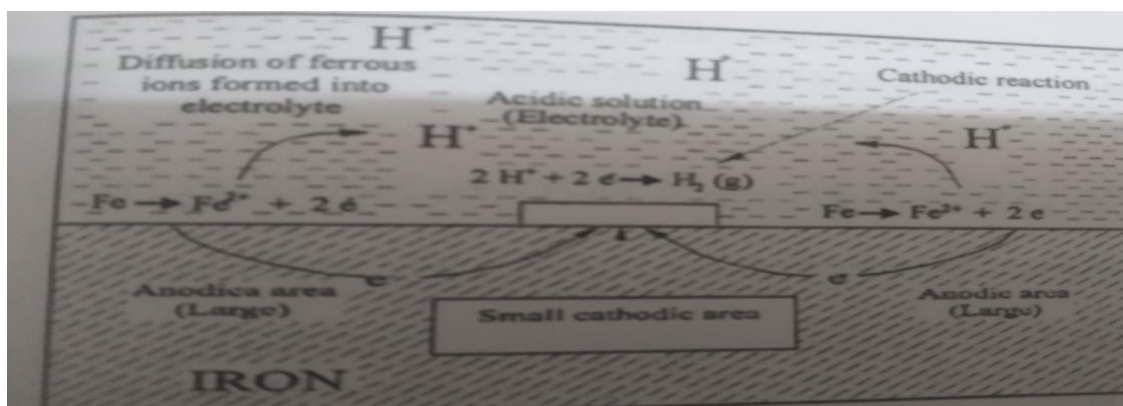 H⁺
Diffusion of ferrous
ions formed into
electrolyte
H⁺
Cathodic reaction
Acidic solution
(Electrolyte)
H⁺
H⁺
2 H⁺ + 2 e → H₂ (g)
Fe → Fe²⁺ + 2 e
Fe → Fe²⁺ + 2 e
e
e
Anodica area
(Large)
Small cathodic area
Anodic area
(Large)
IRON